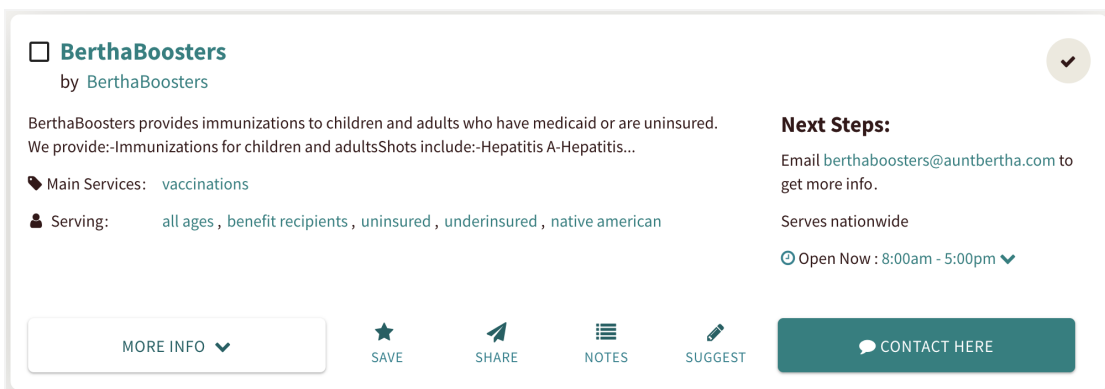 BerthaBoosters
by BerthaBoosters
BerthaBoosters provides immunizations to children and adults who have medicaid or are uninsured.
We provide:-Immunizations for children and adultsShots include:-Hepatitis A-Hepatitis...
Main Services: vaccinations
Serving: all ages , benefit recipients , uninsured , underinsured , native american
Next Steps:
Email berthaboosters@auntbertha.com to
get more info.
Serves nationwide
Open Now : 8:00am - 5:00pm
MORE INFO
SAVE
SHARE
NOTES
SUGGEST
CONTACT HERE